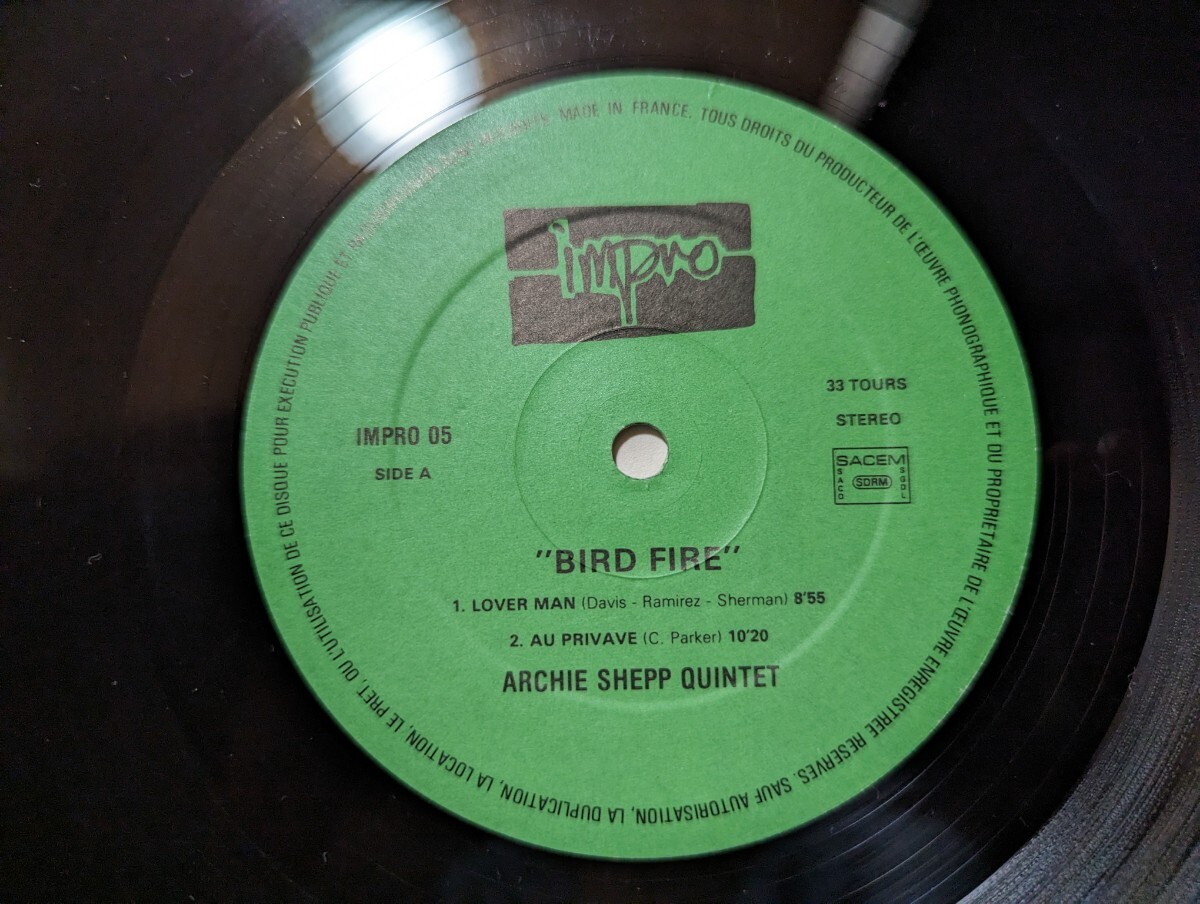 impro
33 TOURS
STEREO
SACEM
SACD
SDRM
SGDL
IMPRO 05
SIDE A
"BIRD FIRE"
1. LOVER MAN (Davis - Ramirez - Sherman) 8'55
2. AU PRIVAVE (C. Parker) 10'20
ARCHIE SHEPP QUINTET
MADE IN FRANCE. TOUS DROITS DU PRODUCTEUR DE L'ŒUVRE PHONOGRAPHIQUE ET DU PROPRIETAIRE DE L'ŒUVRE ENREGISTREE RESERVES. SAUF AUTORISATION, LA DUPLICATION, LA LOCATION, LE PRET, OU L'UTILISATION DE CE DISQUE POUR EXECUTION PUBLIQUE ET